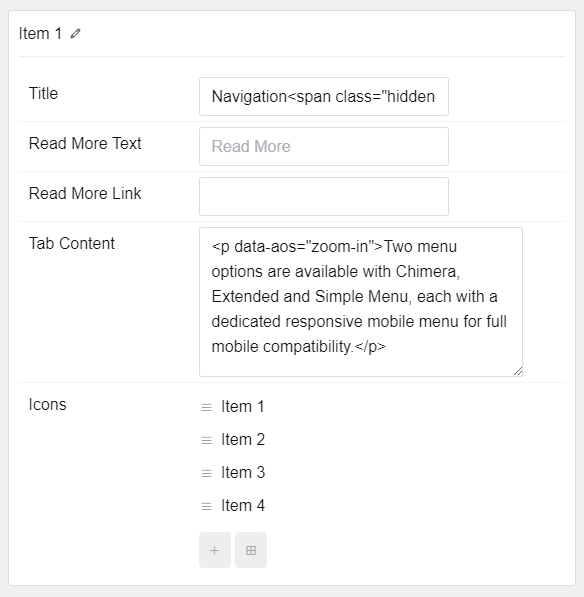 Item 1
Title
Navigation<span class="hidden
Read More Text
Read More
Read More Link
Tab Content
<p data-aos="zoom-in">Two menu
options are available with Chimera,
Extended and Simple Menu, each with a
dedicated responsive mobile menu for full
mobile compatibility.</p>
Icons
Item 1
Item 2
Item 3
Item 4